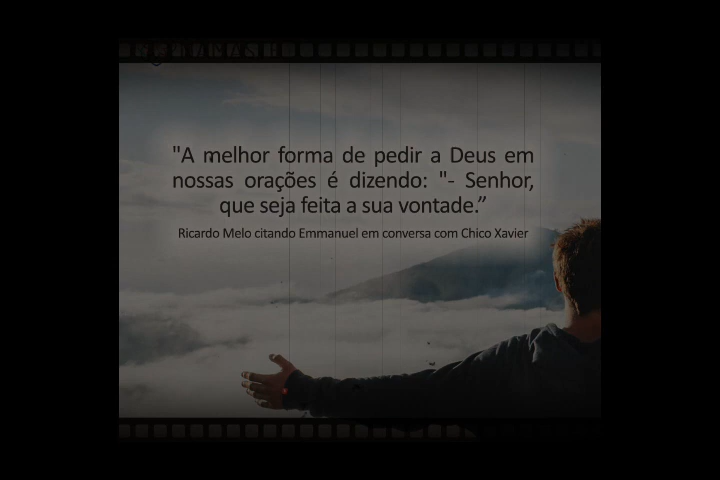 "A melhor forma de pedir a Deus em
nossas orações é dizendo: "- Senhor,
que seja feita a sua vontade.”
Ricardo Melo citando Emmanuel em conversa com Chico Xavier